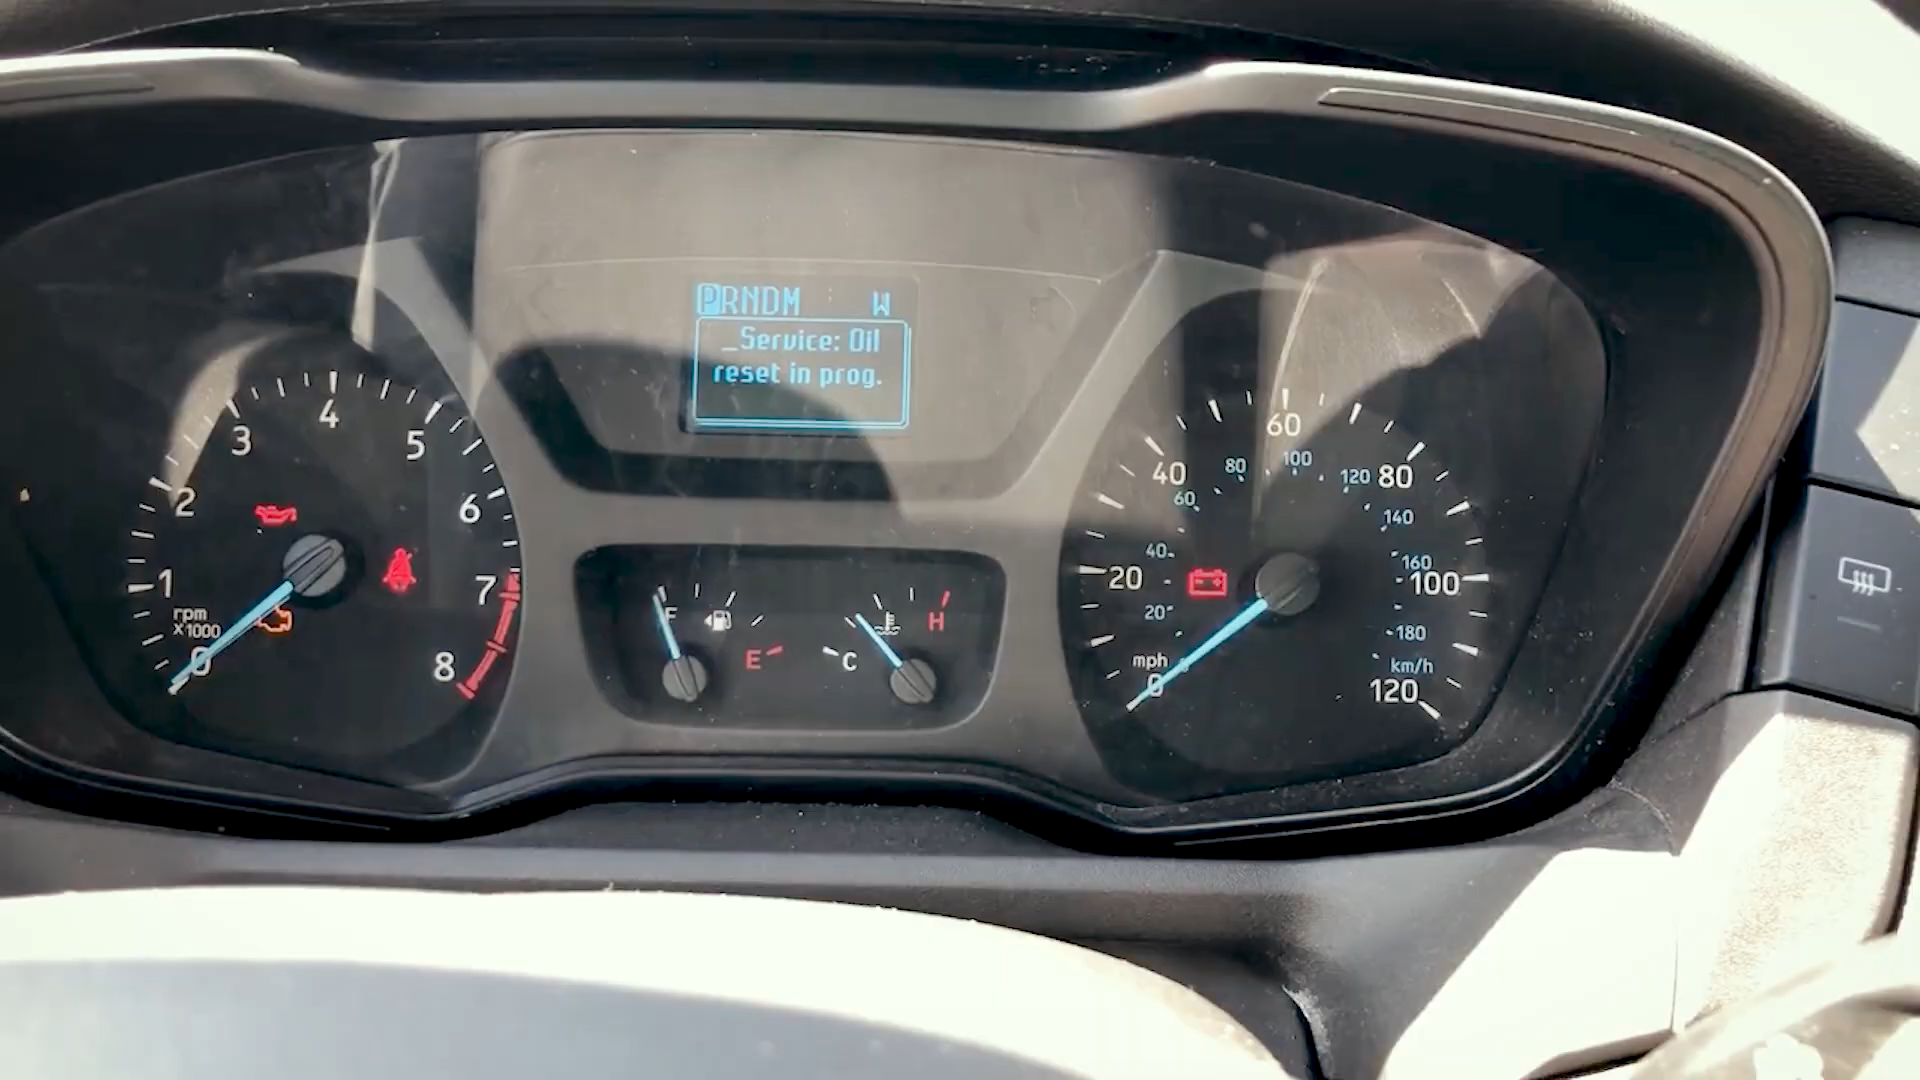 PRNDM W
_Service: Oil
reset in prog.
0 1 2 3 4 5 6 7 8
rpm
x1000
F E
C H
0 20 40 60 80 100 120
20 40 60 80 100 120 140 160 180
mph
km/h